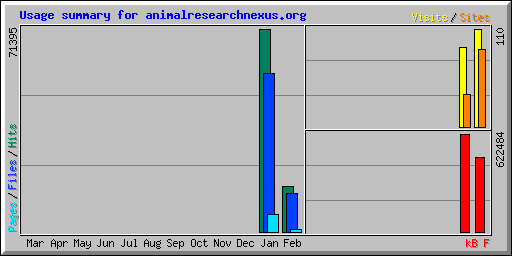 Usage summary for animalresearchnexus.org
Visits/Sites
71395
110
Pages/Files/Hits
622484
Mar Apr May Jun Jul Aug Sep Oct Nov Dec Jan Feb
kB F